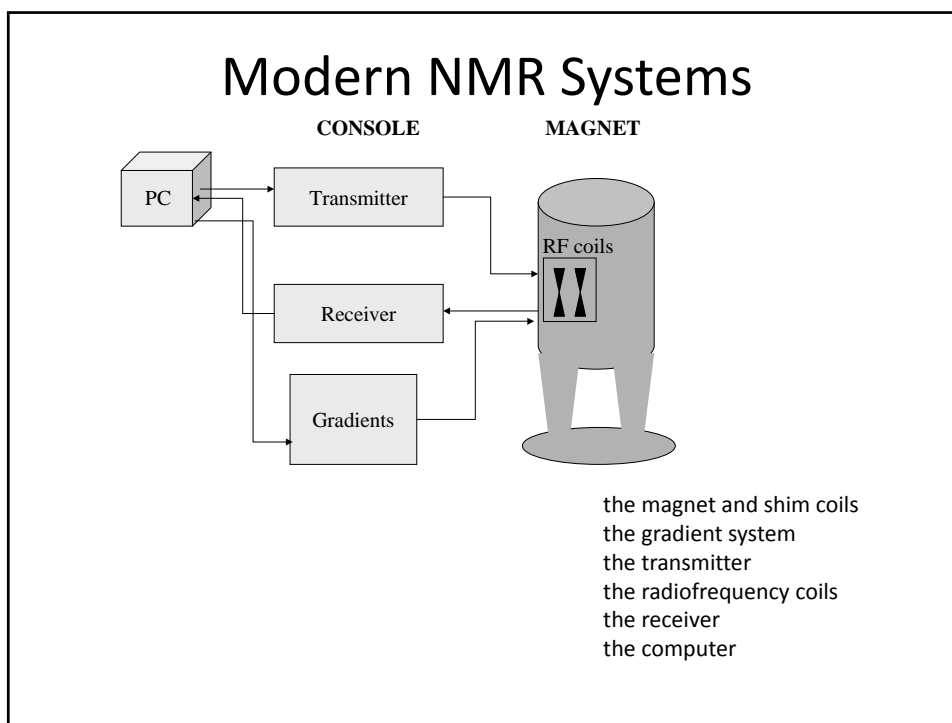 Modern NMR Systems
CONSOLE
MAGNET
PC
Transmitter
RF coils
Receiver
Gradients
the magnet and shim coils
the gradient system
the transmitter
the radiofrequency coils
the receiver
the computer